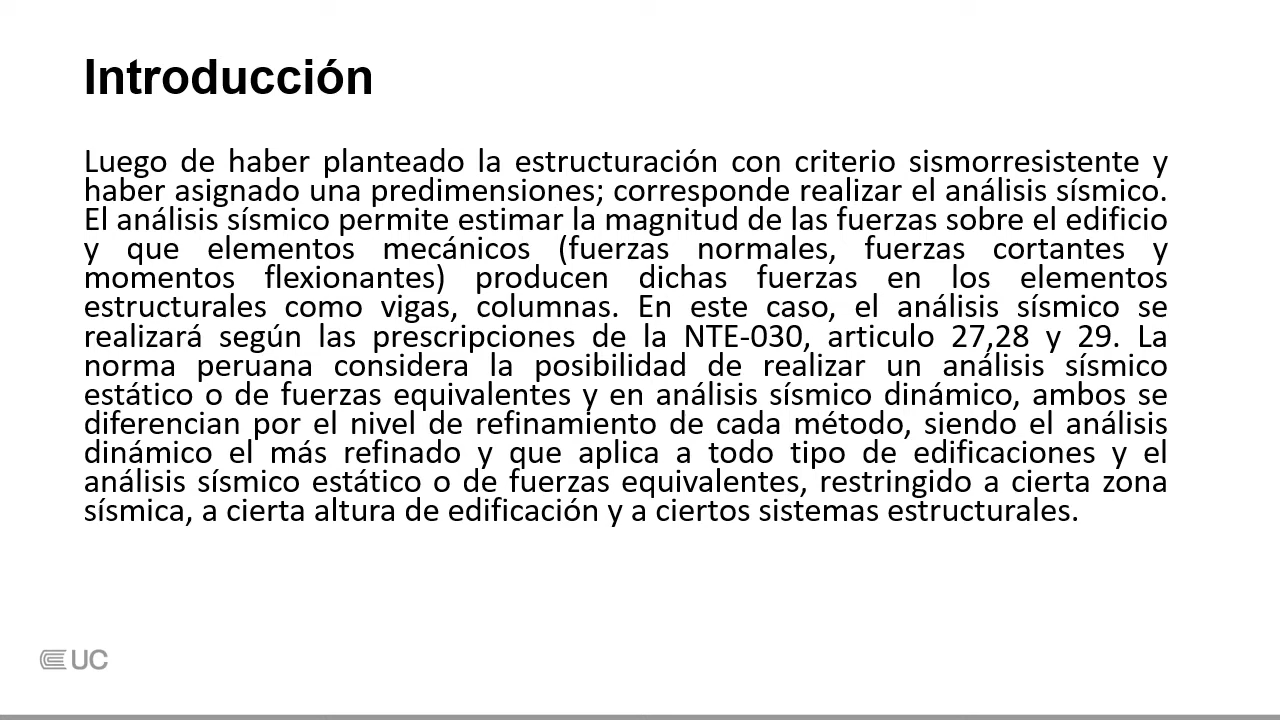 Introducción
Luego de haber planteado la estructuración con criterio sismorresistente y
haber asignado una predimensiones; corresponde realizar el análisis sísmico.
El análisis sísmico permite estimar la magnitud de las fuerzas sobre el edificio
y que elementos mecánicos (fuerzas normales, fuerzas cortantes y
momentos flexionantes) producen dichas fuerzas en los elementos
estructurales como vigas, columnas. En este caso, el análisis sísmico se
realizará según las prescripciones de la NTE-030, articulo 27,28 y 29. La
norma peruana considera la posibilidad de realizar un análisis sísmico
estático o de fuerzas equivalentes y en análisis sísmico dinámico, ambos se
diferencian por el nivel de refinamiento de cada método, siendo el análisis
dinámico el más refinado y que aplica a todo tipo de edificaciones y el
análisis sísmico estático o de fuerzas equivalentes, restringido a cierta zona
sísmica, a cierta altura de edificación y a ciertos sistemas estructurales.
UC